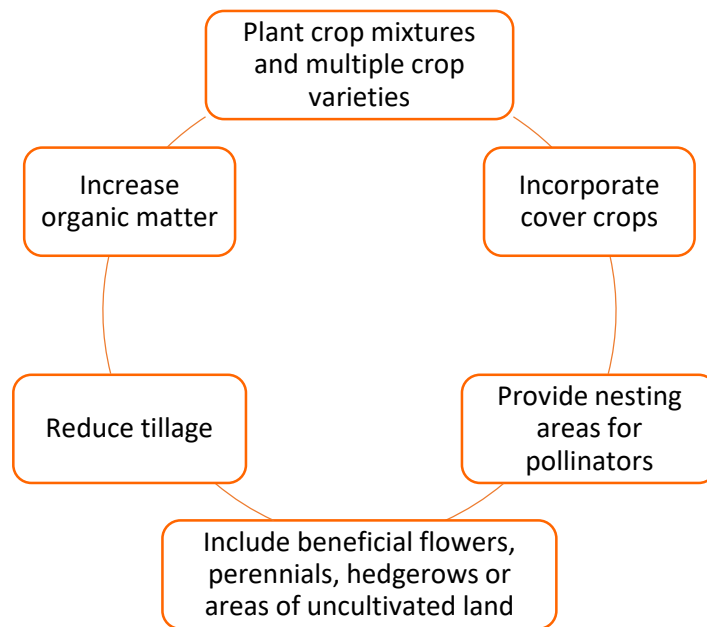 Plant crop mixtures
and multiple crop
varieties
Incorporate
cover crops
Provide nesting
areas for
pollinators
Include beneficial flowers,
perennials, hedgerows or
areas of uncultivated land
Reduce tillage
Increase
organic matter